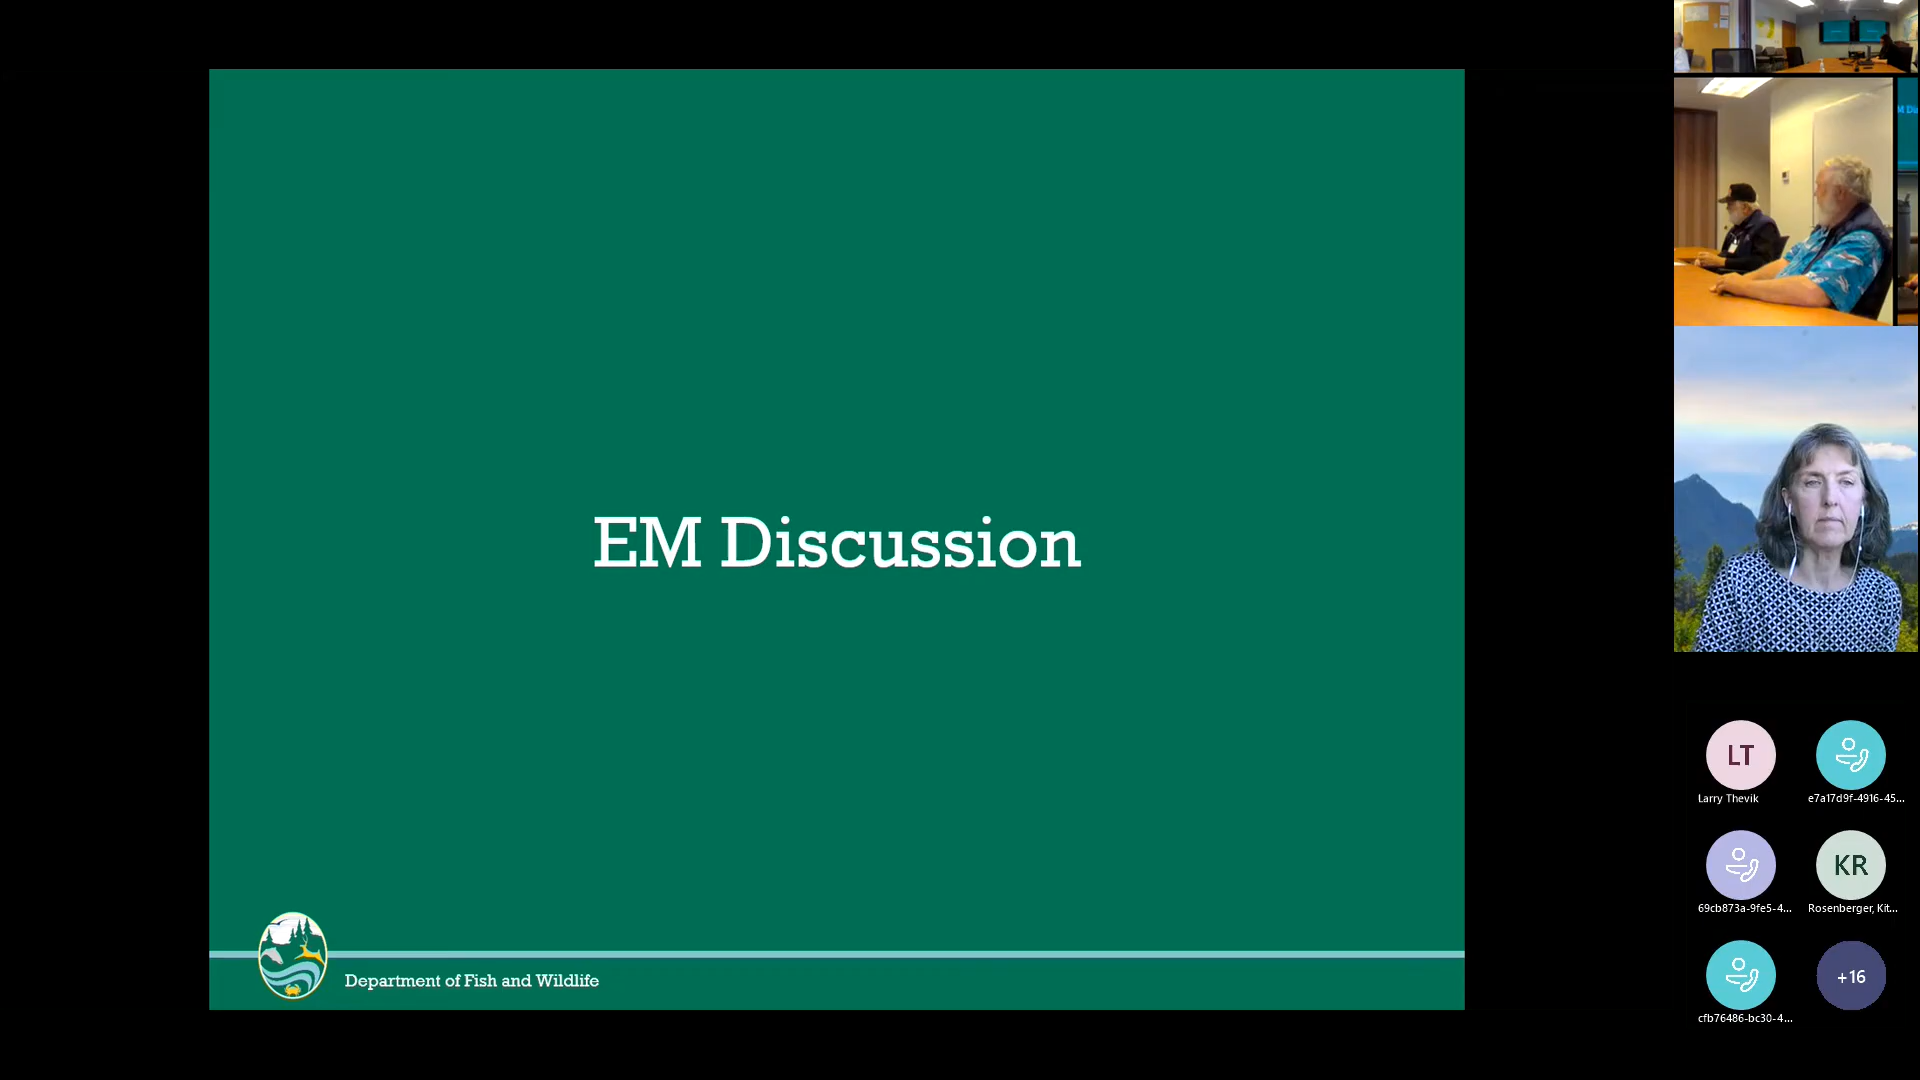 EM Discussion
Department of Fish and Wildlife
LT
Larry Thevik
e7a17d9f-4916-45...
69cb873a-9fe5-4...
KR
Rosenberger, Kit...
cfb76486-bc30-4...
+16